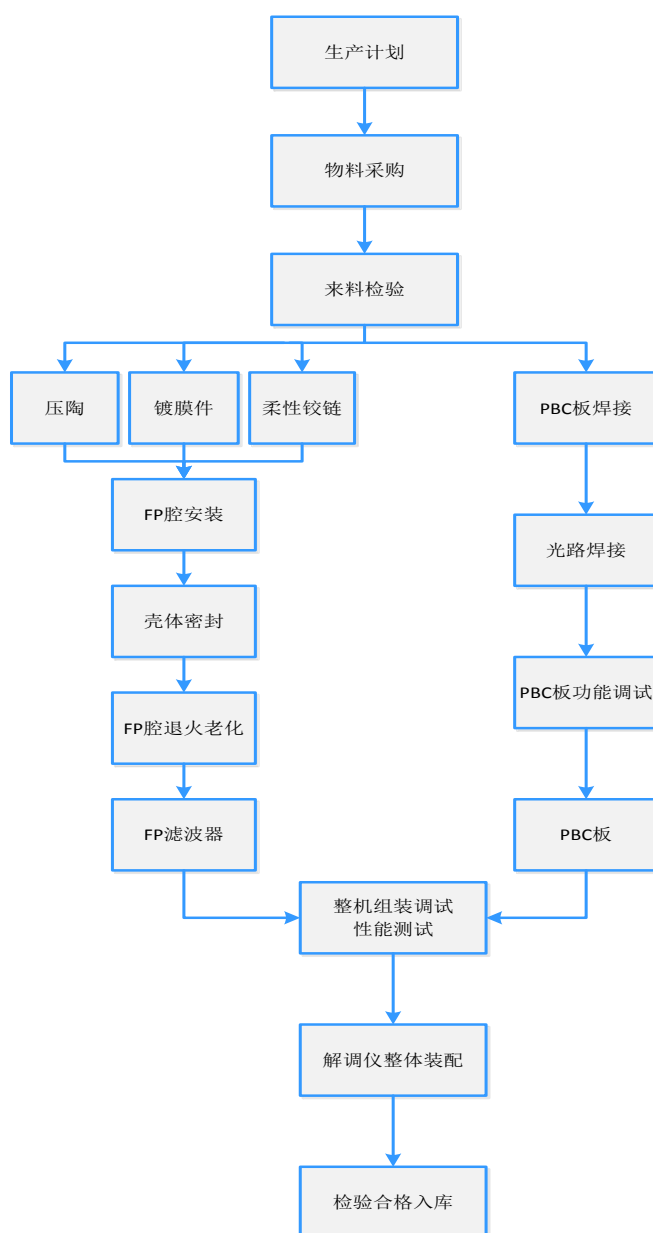 生产计划
物料采购
来料检验
压陶
镀膜件
柔性铰链
PBC板焊接
FP腔安装
光路焊接
壳体密封
PBC板功能调试
FP腔退火老化
FP滤波器
PBC板
整机组装调试
性能测试
解调仪整体装配
检验合格入库